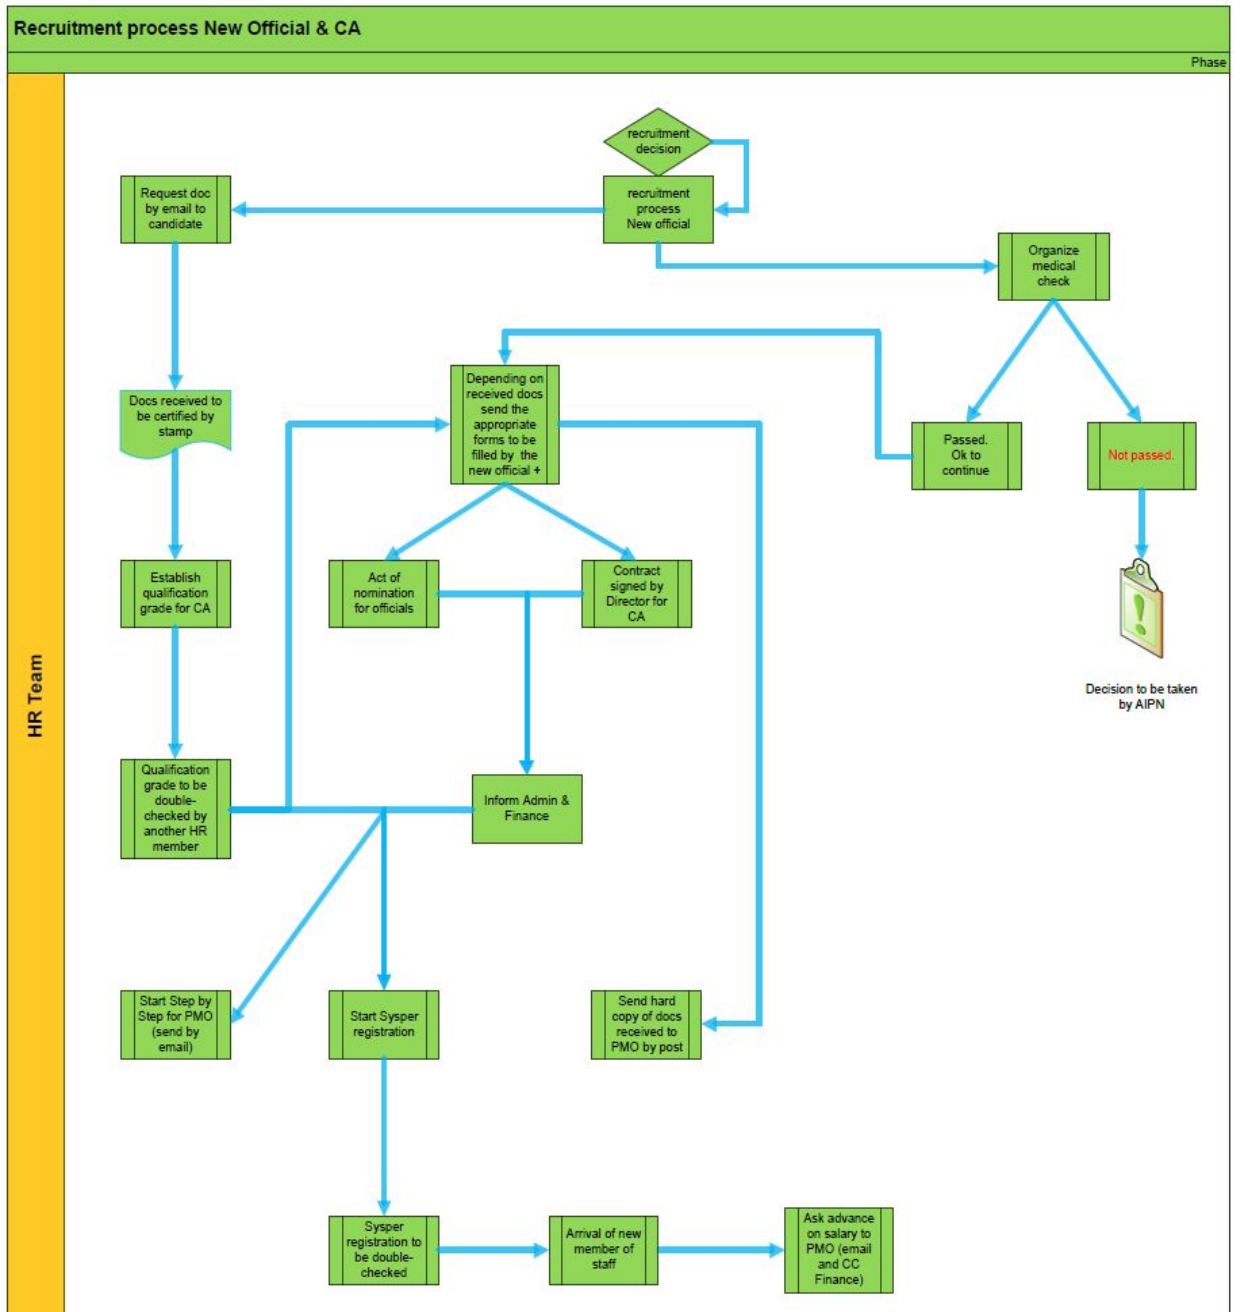 Recruitment process New Official & CA
Phase
HR Team
recruitment
decision
recruitment
process
New official
Request doc
by email to
candidate
Organize
medical
check
Docs received to
be certified by
stamp
Depending on
received docs
send the
appropriate
forms to be
filled by the
new official +
Passed.
Ok to
continue
Not passed.
Establish
qualification
grade for CA
Act of
nomination
for officials
Contract
signed by
Director for
CA
Decision to be taken
by AIPN
Qualification
grade to be
double-
checked by
another HR
member
Inform Admin &
Finance
Start Step by
Step for PMO
(send by
email)
Start Sysper
registration
Send hard
copy of docs
received to
PMO by post
Sysper
registration to
be double-
checked
Arrival of new
member of
staff
Ask advance
on salary to
PMO (email
and CC
Finance)